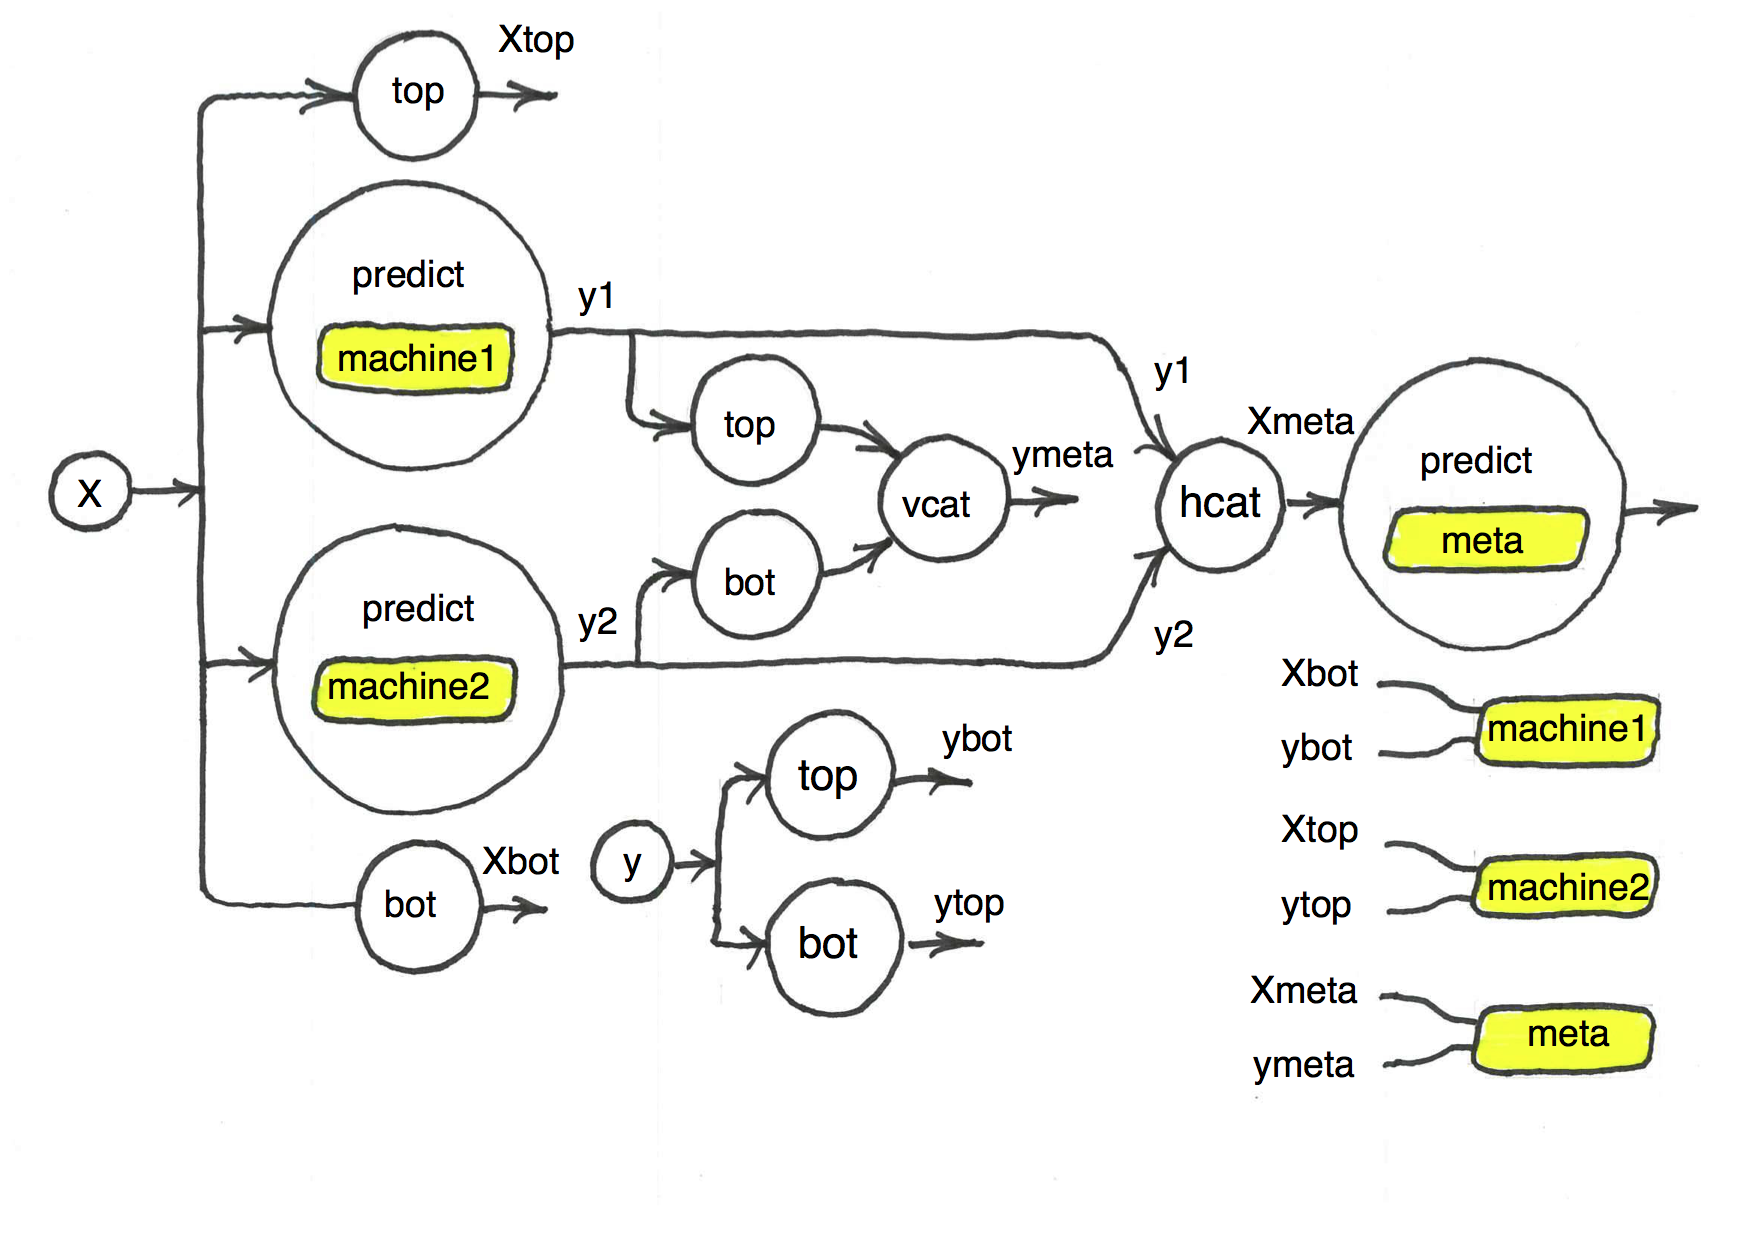 Xtop
top
predict
machine1
y1
y1
top
Xmeta
ymeta
predict
X
vcat
hcat
meta
bot
predict
y2
y2
machine2
Xbot
machine1
ybot
ybot
top
Xtop
y
Xbot
machine2
bot
ytop
ytop
bot
Xmeta
meta
ymeta